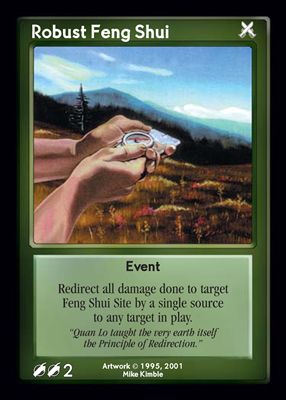 Robust Feng Shui
Event
Redirect all damage done to target
Feng Shui Site by a single source
to any target in play.
"Quan Lo taught the very earth itself
the Principle of Redirection."
2
Artwork © 1995, 2001
Mike Kimble